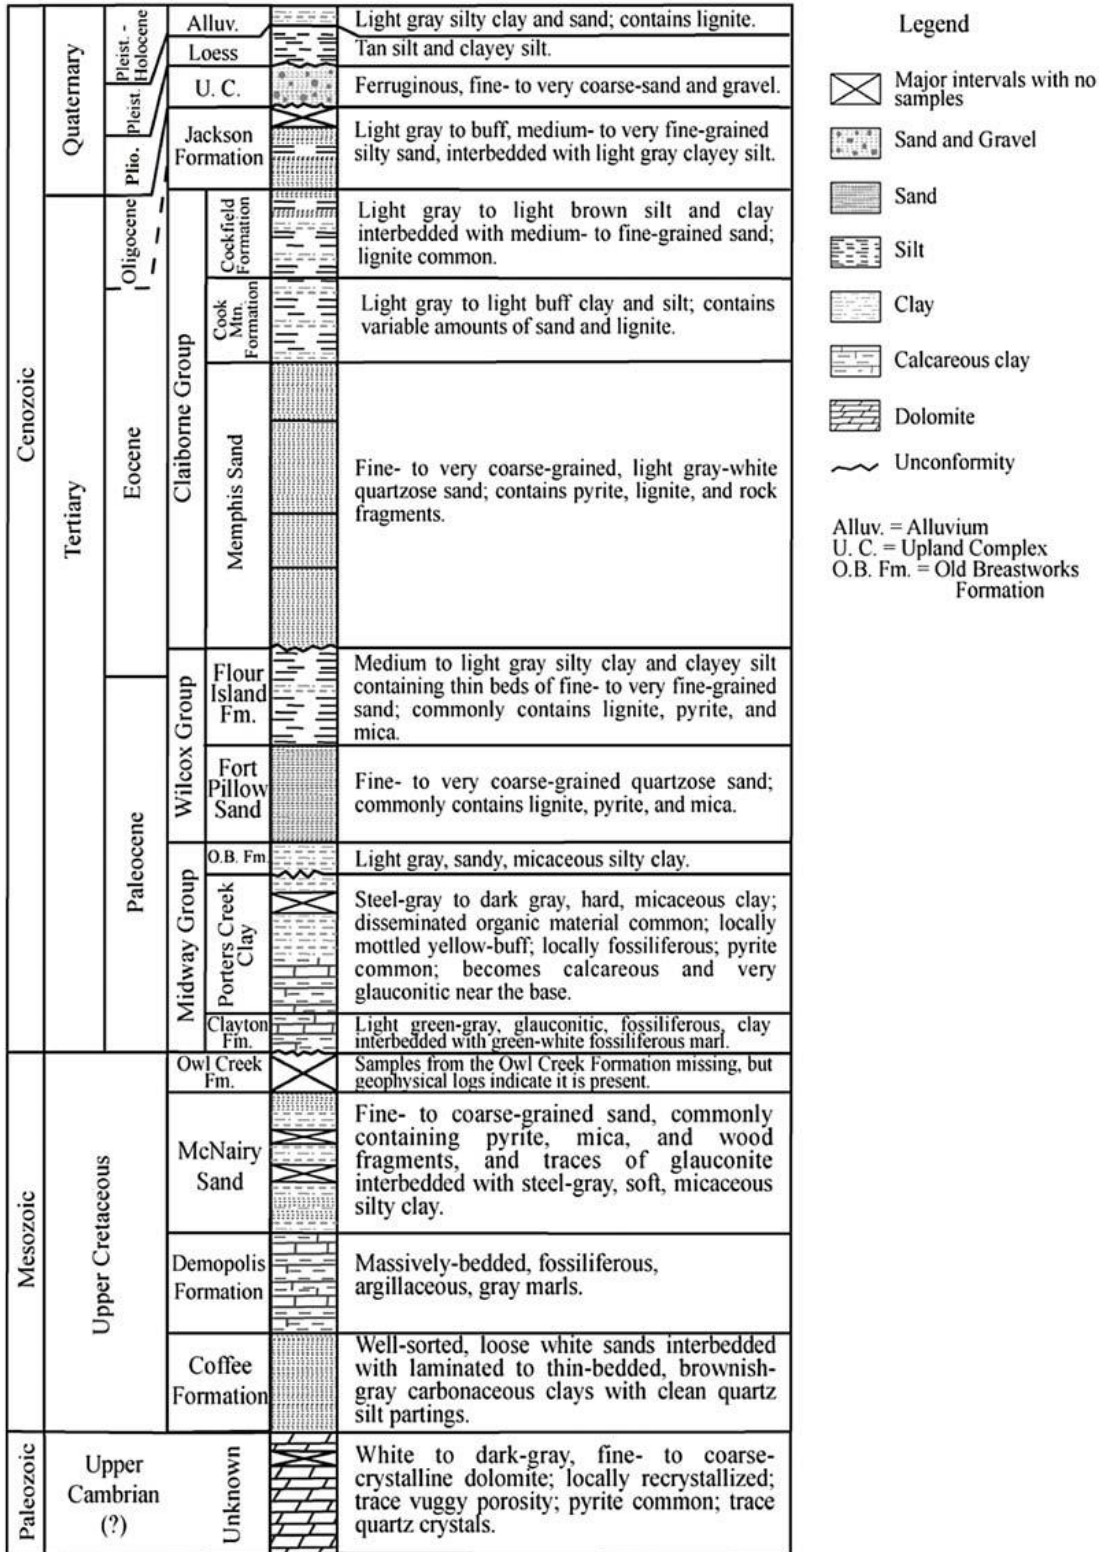 Cenozoic
Mesozoic
Paleozoic
Quaternary
Tertiary
Upper Cretaceous
Upper
Cambrian
(?)
Pleist. -
Holocene
Pleist.
Plio.
Oligocene
Eocene
Paleocene
Alluv.
Light gray silty clay and sand; contains lignite.
Loess
Tan silt and clayey silt.
U. C.
Ferruginous, fine- to very coarse-sand and gravel.
Jackson
Formation
Light gray to buff, medium- to very fine-grained
silty sand, interbedded with light gray clayey silt.
Claiborne Group
Cockfield
Formation
Light gray to light brown silt and clay
interbedded with medium- to fine-grained sand;
lignite common.
Cook
Mtn.
Formation
Light gray to light buff clay and silt; contains
variable amounts of sand and lignite.
Memphis Sand
Fine- to very coarse-grained, light gray-white
quartzose sand; contains pyrite, lignite, and rock
fragments.
Wilcox Group
Flour
Island
Fm.
Medium to light gray silty clay and clayey silt
containing thin beds of fine- to very fine-grained
sand; commonly contains lignite, pyrite, and
mica.
Fort
Pillow
Sand
Fine- to very coarse-grained quartzose sand;
commonly contains lignite, pyrite, and mica.
Midway Group
O.B. Fm.
Light gray, sandy, micaceous silty clay.
Porters Creek
Clay
Steel-gray to dark gray, hard, micaceous clay;
disseminated organic material common; locally
mottled yellow-buff; locally fossiliferous; pyrite
common; becomes calcareous and very
glauconitic near the base.
Clayton
Fm.
Light green-gray, glauconitic, fossiliferous, clay
interbedded with green-white fossiliferous marl.
Owl Creek
Fm.
Samples from the Owl Creek Formation missing, but
geophysical logs indicate it is present.
McNairy
Sand
Fine- to coarse-grained sand, commonly
containing pyrite, mica, and wood
fragments, and traces of glauconite
interbedded with steel-gray, soft, micaceous
silty clay.
Demopolis
Formation
Massively-bedded, fossiliferous,
argillaceous, gray marls.
Coffee
Formation
Well-sorted, loose white sands interbedded
with laminated to thin-bedded, brownish-
gray carbonaceous clays with clean quartz
silt partings.
Unknown
White to dark-gray, fine- to coarse-
crystalline dolomite; locally recrystallized;
trace vuggy porosity; pyrite common; trace
quartz crystals.
Legend
Major intervals with no
samples
Sand and Gravel
Sand
Silt
Clay
Calcareous clay
Dolomite
Unconformity
Alluv. = Alluvium
U. C. = Upland Complex
O.B. Fm. = Old Breastworks
Formation